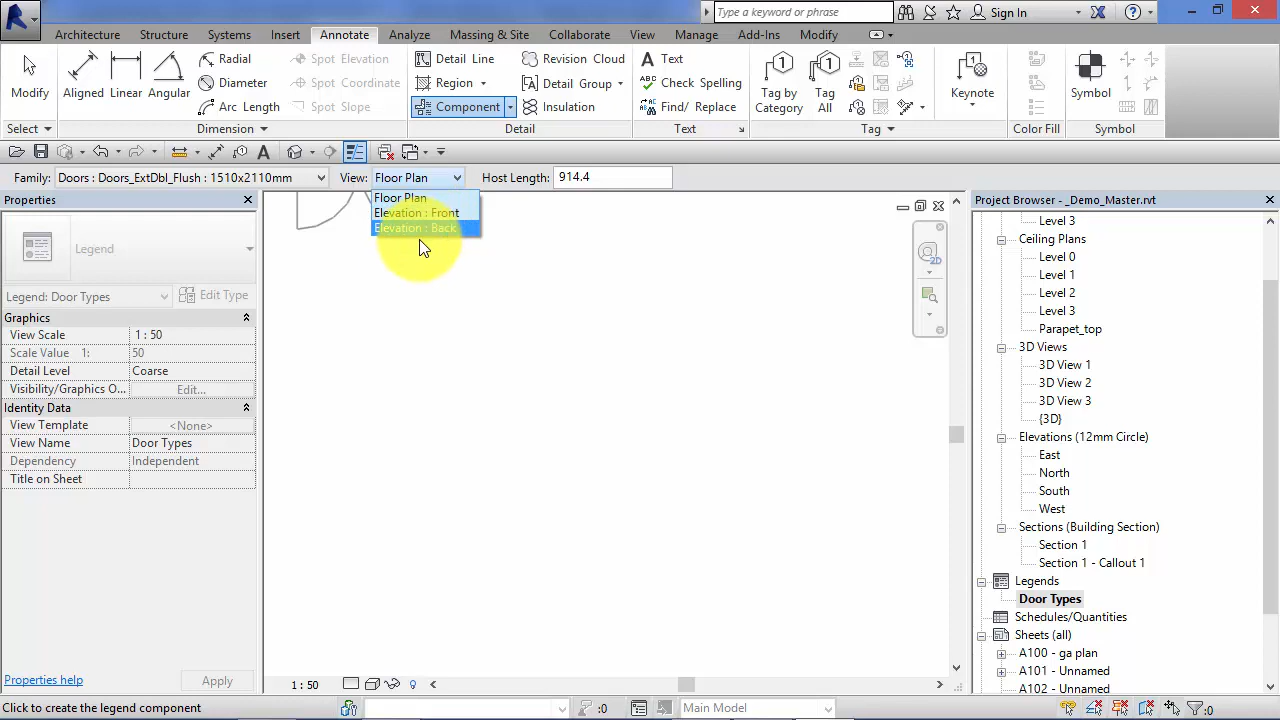 Type a keyword or phrase
Sign In
Architecture Structure Systems Insert Annotate Analyze Massing & Site Collaborate View Manage Add-Ins Modify
Modify
Aligned Linear Angular
Radial
Diameter
Arc Length
Spot Elevation
Spot Coordinate
Spot Slope
Detail Line
Region
Component
Revision Cloud
Detail Group
Insulation
Text
Check Spelling
Find/ Replace
Tag by Category
Tag All
Keynote
Symbol
Select Dimension Detail Text Tag Color Fill Symbol
Family: Doors : Doors_ExtDbl_Flush : 1510x2110mm View: Floor Plan Host Length: 914.4
Floor Plan
Elevation : Front
Elevation : Back
Properties
Legend
Legend: Door Types Edit Type
Graphics
View Scale 1 : 50
Scale Value 1: 50
Detail Level Coarse
Visibility/Graphics O... Edit...
Identity Data
View Template <None>
View Name Door Types
Dependency Independent
Title on Sheet
Properties help Apply
2D
1 : 50
Project Browser - _Demo_Master.rvt
Level 3
Ceiling Plans
Level 0
Level 1
Level 2
Level 3
Parapet_top
3D Views
3D View 1
3D View 2
3D View 3
{3D}
Elevations (12mm Circle)
East
North
South
West
Sections (Building Section)
Section 1
Section 1 - Callout 1
Legends
Door Types
Schedules/Quantities
Sheets (all)
A100 - ga plan
A101 - Unnamed
A102 - Unnamed
Click to create the legend component :0 Main Model :0